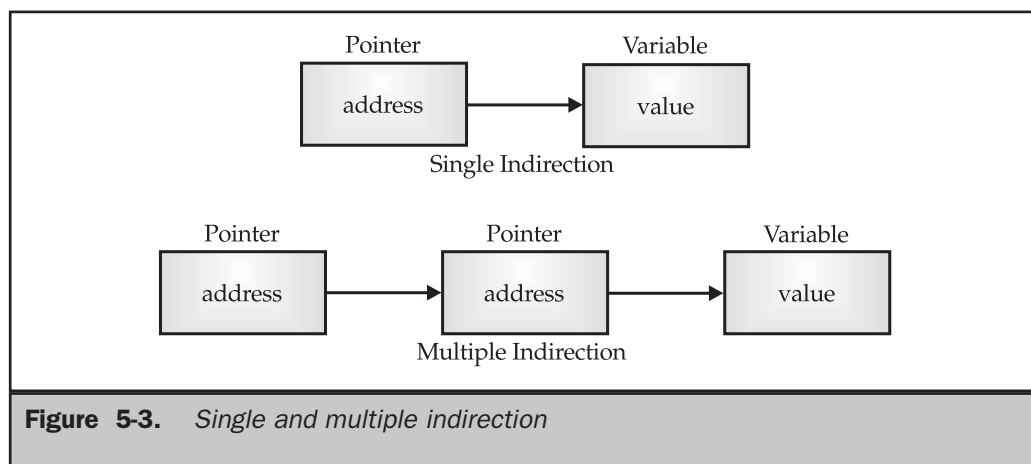 Pointer Variable
address value
Single Indirection
Pointer Pointer Variable
address address value
Multiple Indirection
Figure 5-3. Single and multiple indirection